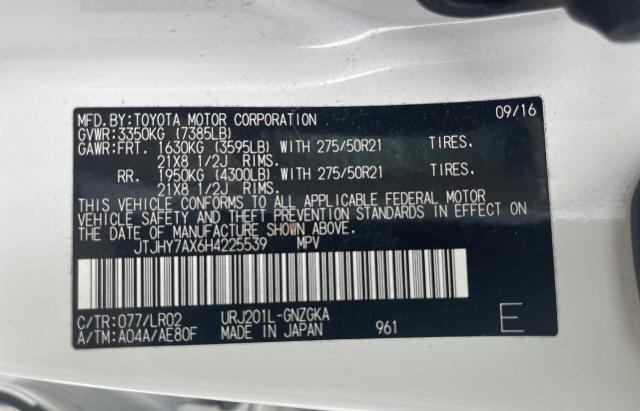 MFD.BY:TOYOTA MOTOR CORPORATION 09/16
GVWR:3350KG (7385LB)
GAWR:FRT. 1630KG (3595LB) WITH 275/50R21 TIRES.
21X8 1/2J RIMS.
RR. 1950KG (4300LB) WITH 275/50R21 TIRES.
21X8 1/2J RIMS.
THIS VEHICLE CONFORMS TO ALL APPLICABLE FEDERAL MOTOR
VEHICLE SAFETY AND THEFT PREVENTION STANDARDS IN EFFECT ON
THE DATE OF MANUFACTURE SHOWN ABOVE.
JTJHY7AX6H4225539 MPV
C/TR:077/LR02 URJ201L-GNZGKA
A/TM:A04A/AE80F MADE IN JAPAN 961 E